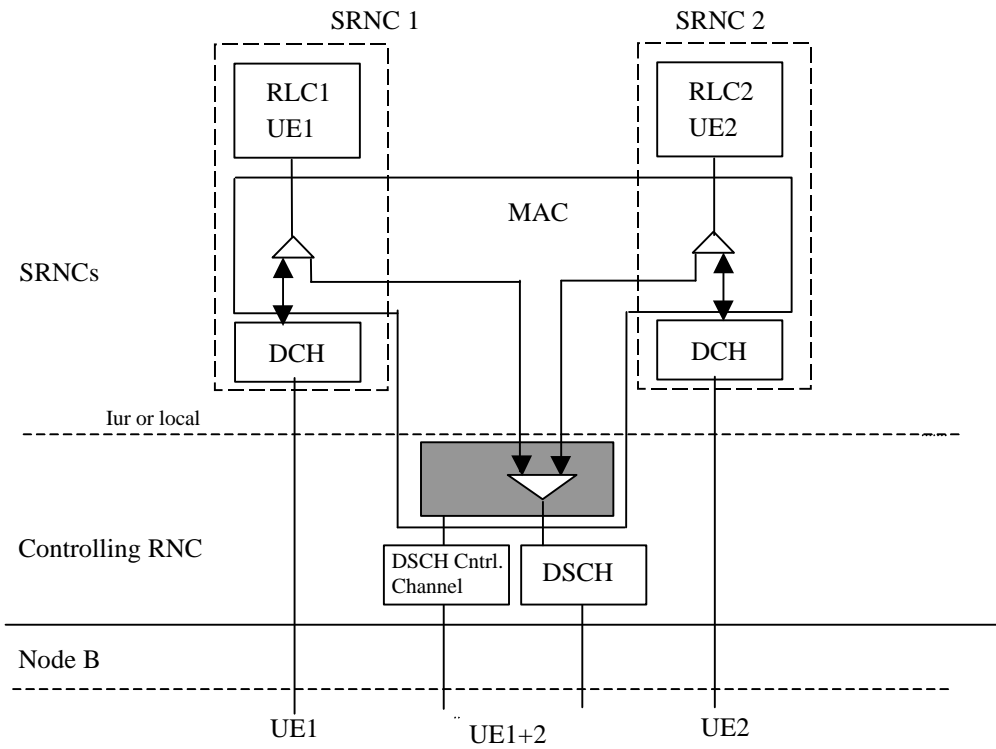 SRNC 1
SRNC 2
RLC1
UE1
RLC2
UE2
MAC
SRNCs
DCH
DCH
Iur or local
Controlling RNC
DSCH Cntrl.
Channel
DSCH
Node B
UE1
UE1+2
UE2